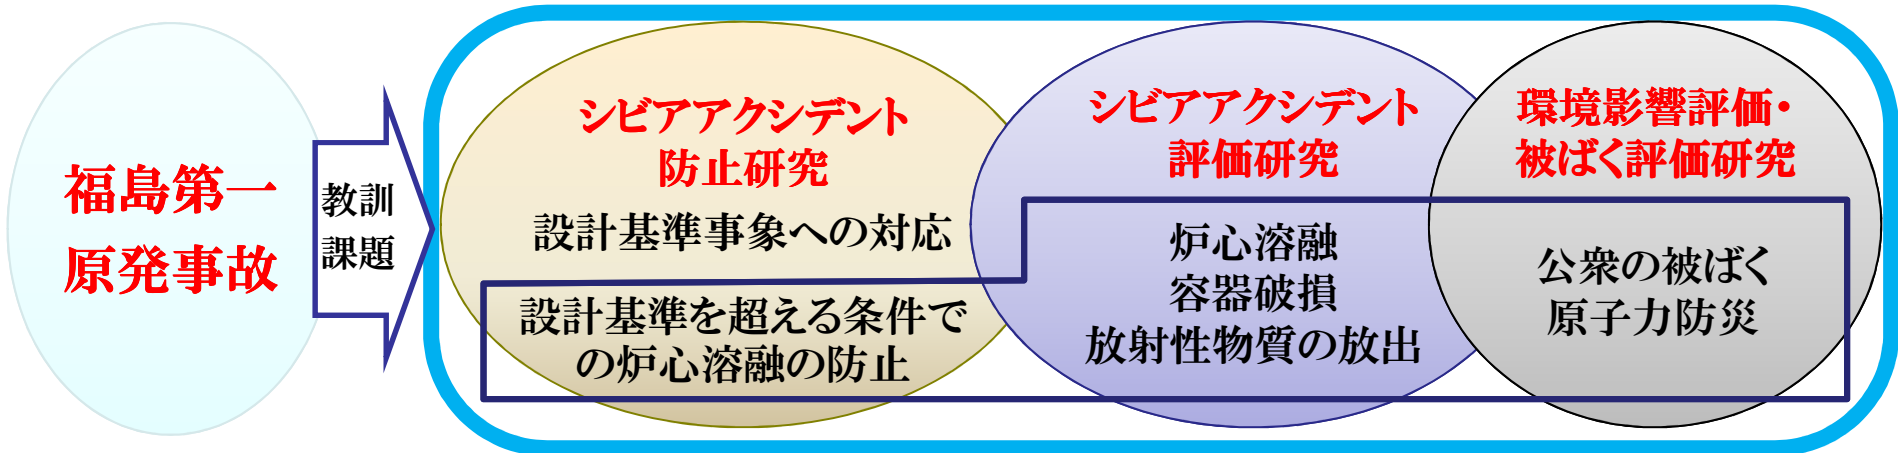 福島第一
原発事故
教訓
課題
シビアアクシデント
防止研究
設計基準事象への対応
設計基準を超える条件で
の炉心溶融の防止
シビアアクシデント
評価研究
炉心溶融
容器破損
放射性物質の放出
環境影響評価・
被ばく評価研究
公衆の被ばく
原子力防災